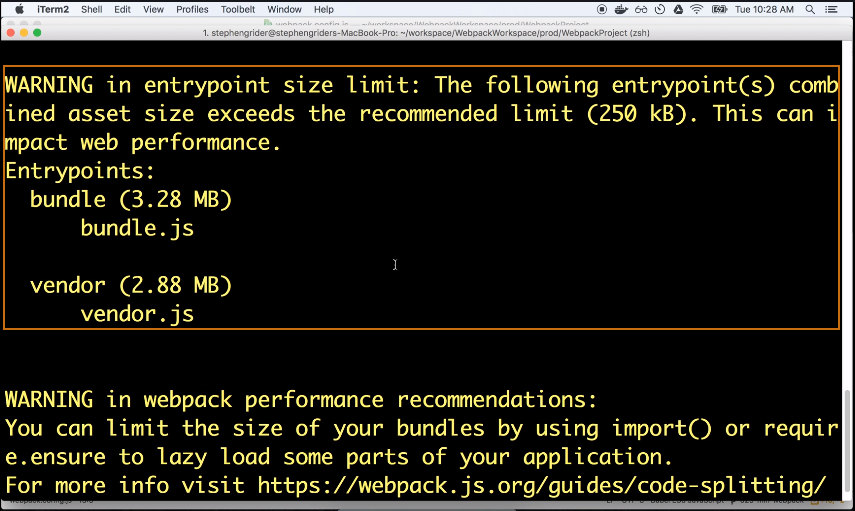 iTerm2 Shell Edit View Profiles Toolbelt Window Help Tue 10:28 AM
1. stephengrider@stephengriders-MacBook-Pro: ~/workspace/WebpackWorkspace/prod/WebpackProject (zsh)
WARNING in entrypoint size limit: The following entrypoint(s) comb
ined asset size exceeds the recommended limit (250 kB). This can i
mpact web performance.
Entrypoints:
bundle (3.28 MB)
bundle.js
vendor (2.88 MB)
vendor.js
WARNING in webpack performance recommendations:
You can limit the size of your bundles by using import() or requir
e.ensure to lazy load some parts of your application.
For more info visit https://webpack.js.org/guides/code-splitting/